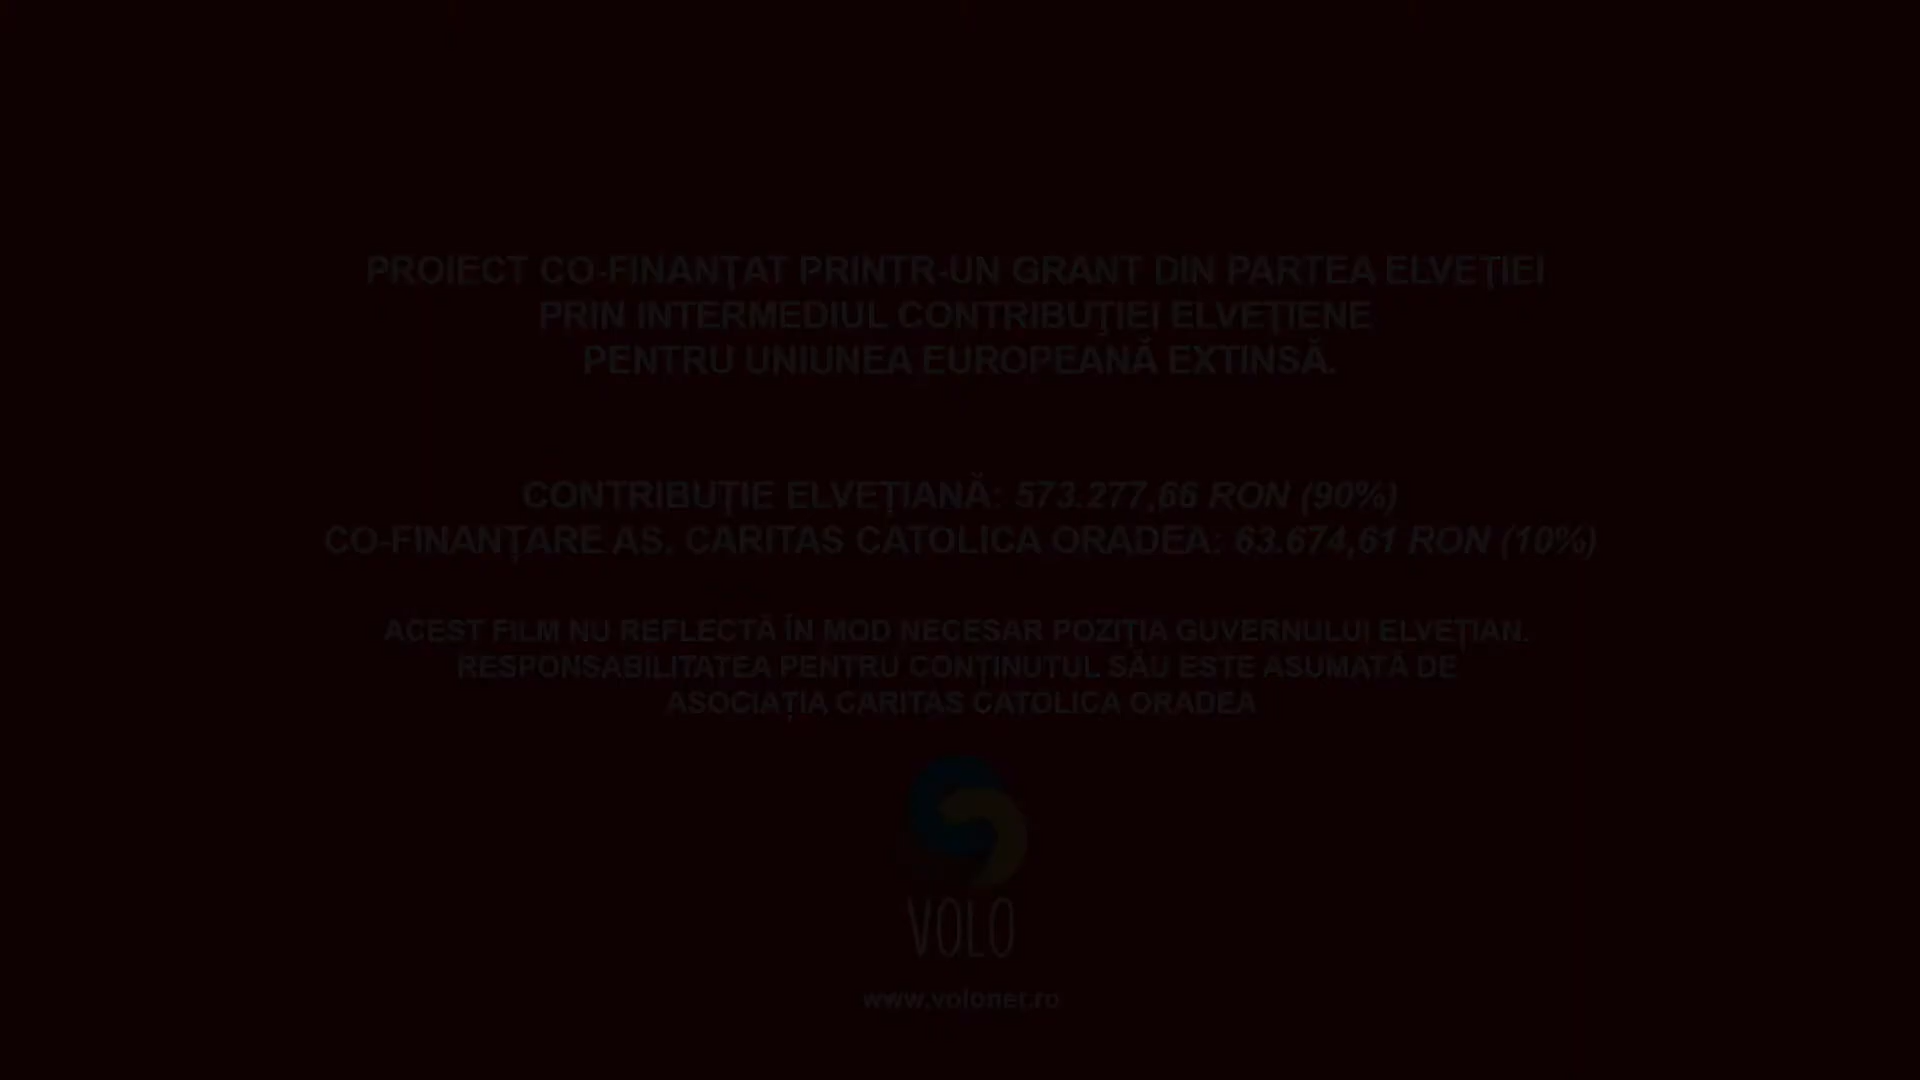 PROIECT CO-FINANȚAT PRINTR-UN GRANT DIN PARTEA ELVEȚIEI
PRIN INTERMEDIUL CONTRIBUȚIEI ELVEȚIENE
PENTRU UNIUNEA EUROPEANĂ EXTINSĂ.
CONTRIBUȚIE ELVEȚIANĂ: 573.277,66 RON (90%)
CO-FINANȚARE AS. CARITAS CATOLICA ORADEA: 63.674,61 RON (10%)
ACEST FILM NU REFLECTĂ ÎN MOD NECESAR POZIȚIA GUVERNULUI ELVEȚIAN.
RESPONSABILITATEA PENTRU CONȚINUTUL SĂU ESTE ASUMATĂ DE
ASOCIAȚIA CARITAS CATOLICA ORADEA
VOLO
www.voloner.ro